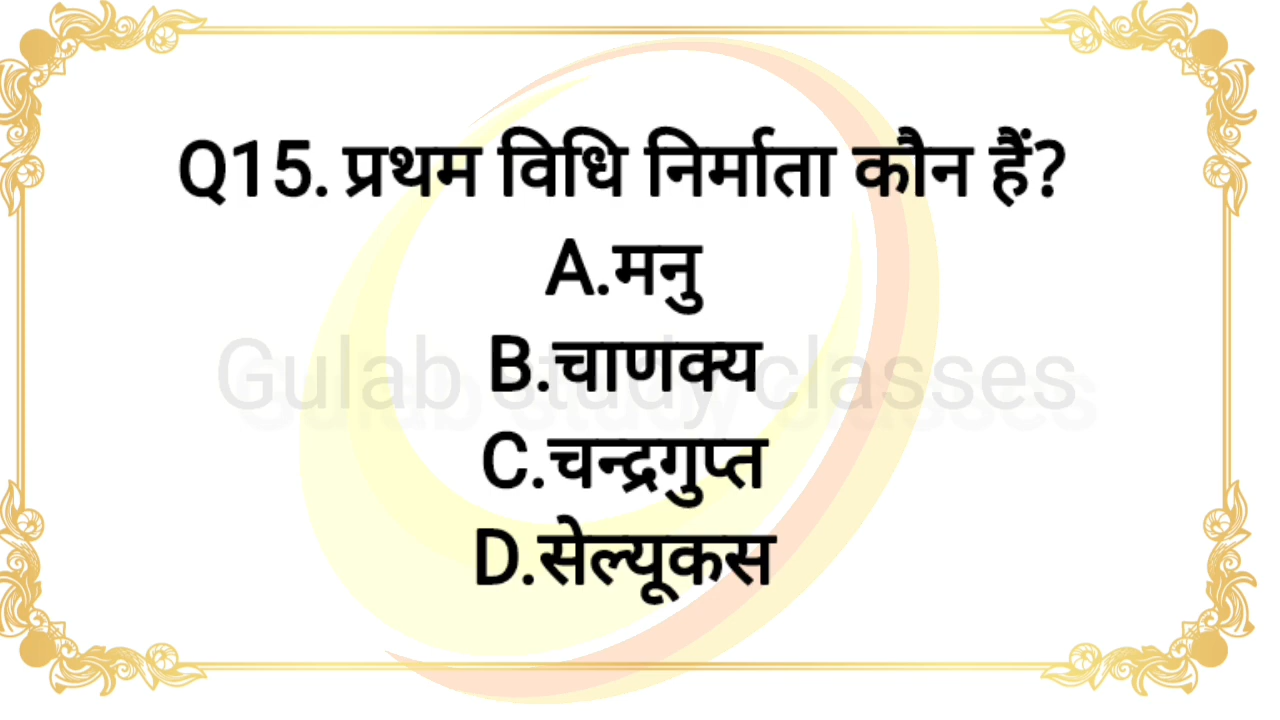 Q15. प्रथम विधि निर्माता कौन हैं?
A.मनु
B.चाणक्य
Gulab study classes
C.चन्द्रगुप्त
D.सेल्यूकस